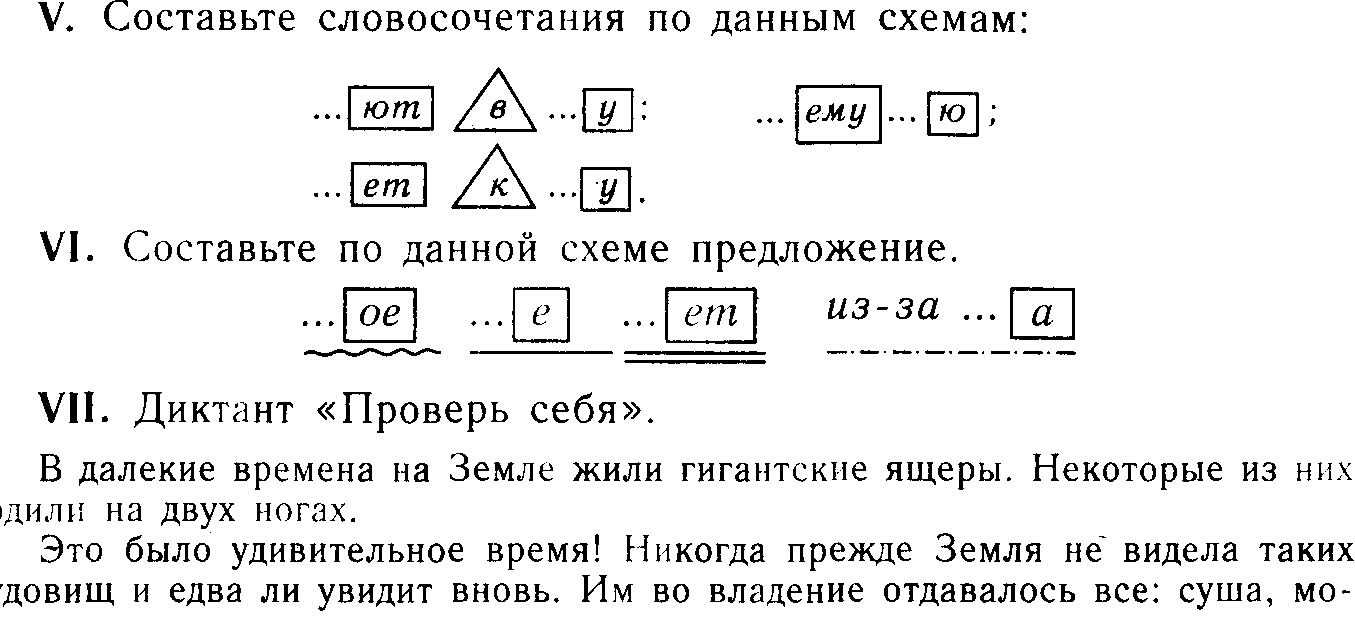 V. Составьте словосочетания по данным схемам:
...ют в ...у: ...ему...ю;
...ет к ...у.
VI. Составьте по данной схеме предложение.
...ое ...е ...ет из-за ...а
VII. Диктант «Проверь себя».
В далекие времена на Земле жили гигантские ящеры. Некоторые из них
одили на двух ногах.
Это было удивительное время! Никогда прежде Земля не видела таких
удовищ и едва ли увидит вновь. Им во владение отдавалось все: суша, мо-